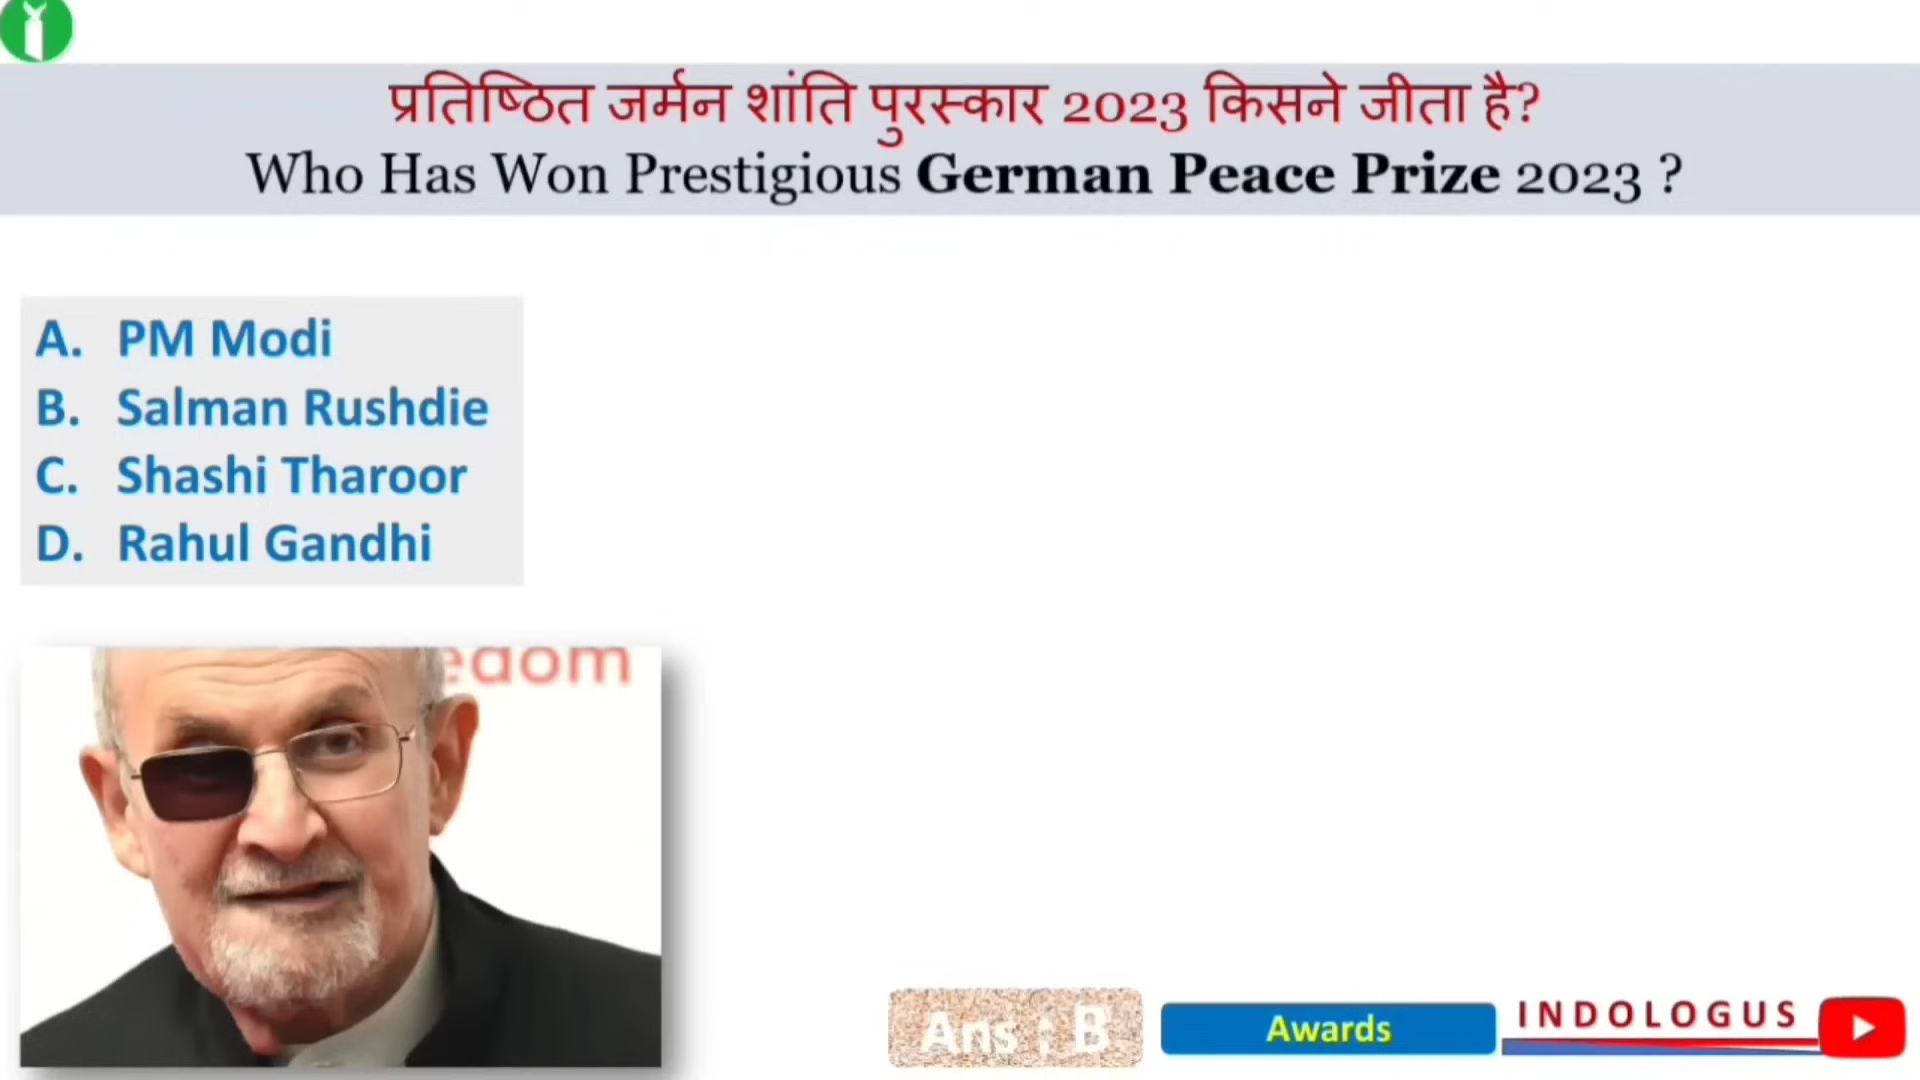 प्रतिष्ठित जर्मन शांति पुरस्कार 2023 किसने जीता है?
Who Has Won Prestigious German Peace Prize 2023 ?
A. PM Modi
B. Salman Rushdie
C. Shashi Tharoor
D. Rahul Gandhi
edom
Ans : B
Awards
INDOLOGUS